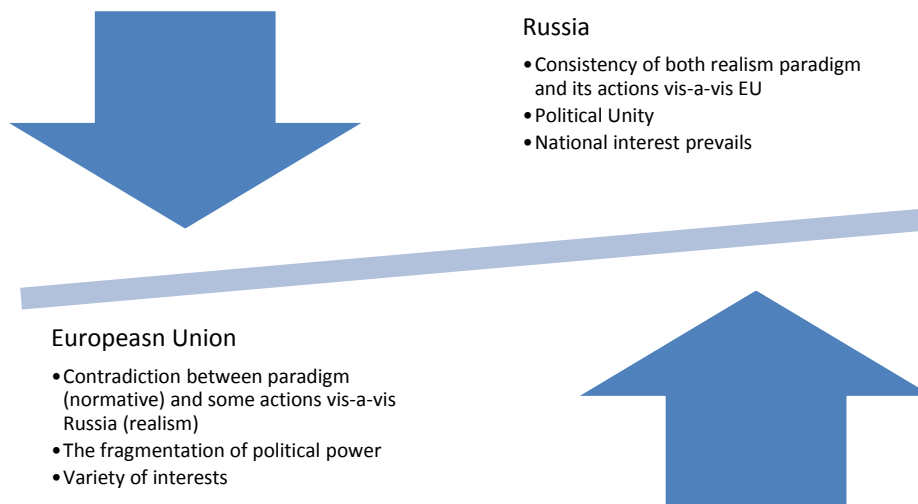 Russia
•Consistency of both realism paradigm
and its actions vis-a-vis EU
•Political Unity
•National interest prevails
Europeasn Union
•Contradiction between paradigm
(normative) and some actions vis-a-vis
Russia (realism)
•The fragmentation of political power
•Variety of interests